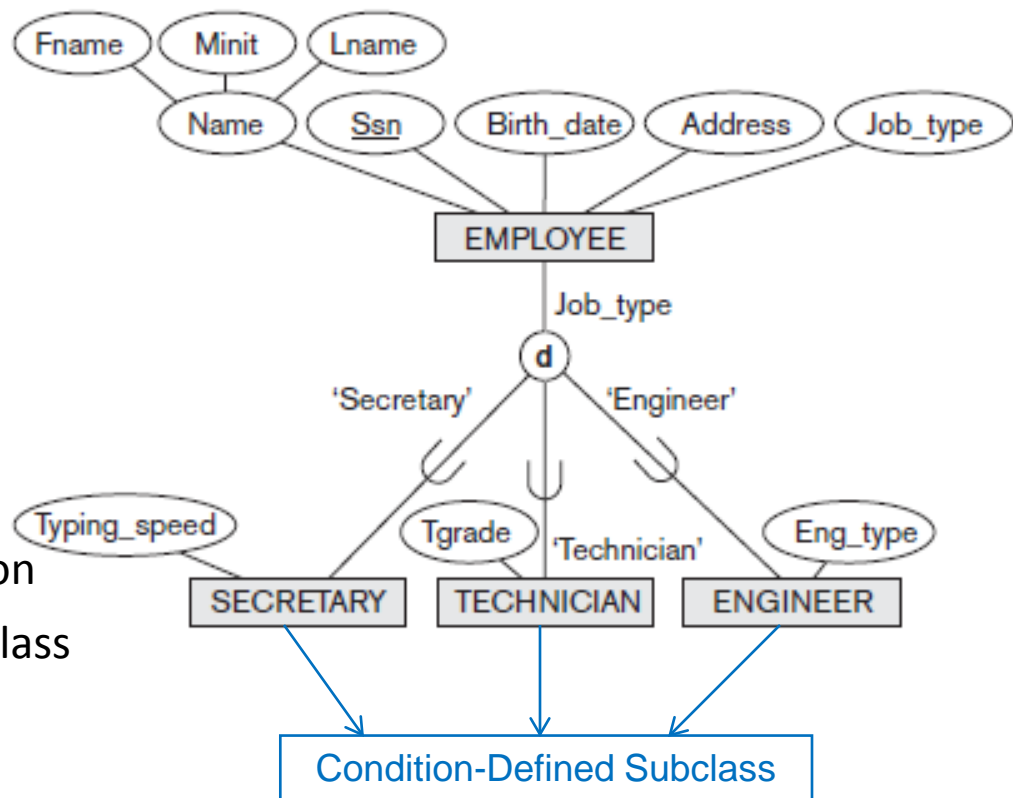 Fname Minit Lname
Name Ssn Birth_date Address Job_type
EMPLOYEE
Job_type
d
‘Secretary’ ‘Engineer’
Typing_speed Tgrade ‘Technician’ Eng_type
on
SECRETARY TECHNICIAN ENGINEER
lass
Condition-Defined Subclass